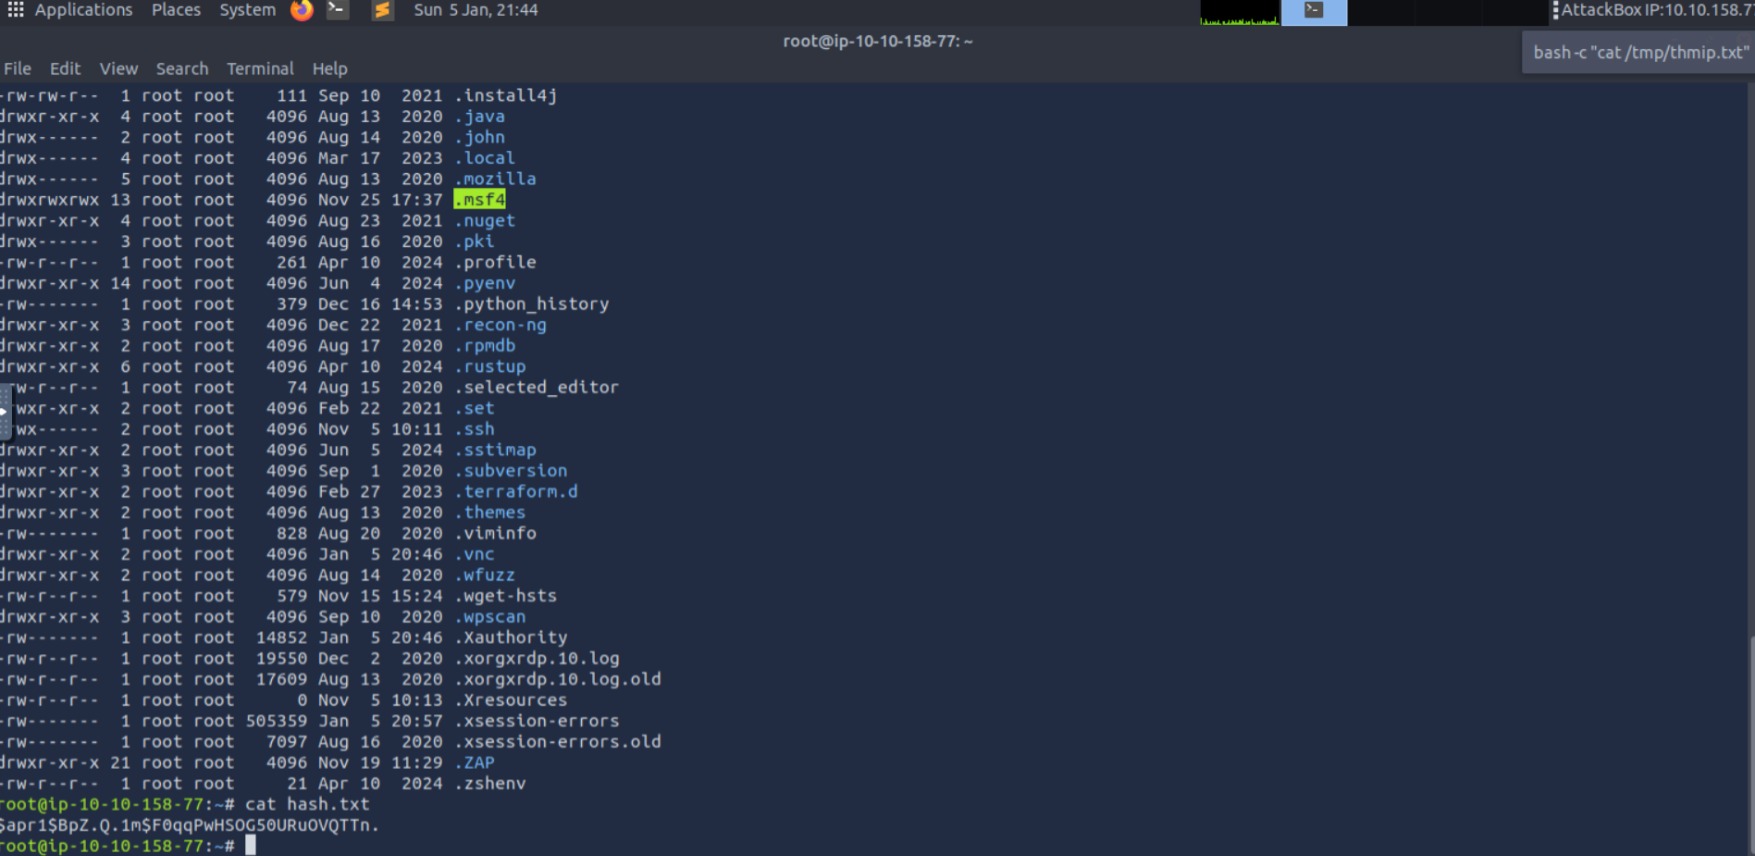 Applications Places System Sun 5 Jan, 21:44 AttackBox IP:10.10.158.7
root@ip-10-10-158-77: ~
bash -c "cat /tmp/thmip.txt"
File Edit View Search Terminal Help
-rw-rw-r-- 1 root root 111 Sep 10 2021 .install4j
drwxr-xr-x 4 root root 4096 Aug 13 2020 .java
drwx------ 2 root root 4096 Aug 14 2020 .john
drwx------ 4 root root 4096 Mar 17 2023 .local
drwx------ 5 root root 4096 Aug 13 2020 .mozilla
drwxrwxrwx 13 root root 4096 Nov 25 17:37 .msf4
drwxr-xr-x 4 root root 4096 Aug 23 2021 .nuget
drwx------ 3 root root 4096 Aug 16 2020 .pki
-rw-r--r-- 1 root root 261 Apr 10 2024 .profile
drwxr-xr-x 14 root root 4096 Jun 4 2024 .pyenv
-rw------- 1 root root 379 Dec 16 14:53 .python_history
drwxr-xr-x 3 root root 4096 Dec 22 2021 .recon-ng
drwxr-xr-x 2 root root 4096 Aug 17 2020 .rpmdb
drwxr-xr-x 6 root root 4096 Apr 10 2024 .rustup
rw-r--r-- 1 root root 74 Aug 15 2020 .selected_editor
wxr-xr-x 2 root root 4096 Feb 22 2021 .set
rwx------ 2 root root 4096 Nov 5 10:11 .ssh
drwxr-xr-x 2 root root 4096 Jun 5 2024 .sstimap
drwxr-xr-x 3 root root 4096 Sep 1 2020 .subversion
drwxr-xr-x 2 root root 4096 Feb 27 2023 .terraform.d
drwxr-xr-x 2 root root 4096 Aug 13 2020 .themes
-rw------- 1 root root 828 Aug 20 2020 .viminfo
drwxr-xr-x 2 root root 4096 Jan 5 20:46 .vnc
drwxr-xr-x 2 root root 4096 Aug 14 2020 .wfuzz
-rw-r--r-- 1 root root 579 Nov 15 15:24 .wget-hsts
drwxr-xr-x 3 root root 4096 Sep 10 2020 .wpscan
-rw------- 1 root root 14852 Jan 5 20:46 .Xauthority
-rw-r--r-- 1 root root 19550 Dec 2 2020 .xorgxrdp.10.log
-rw-r--r-- 1 root root 17609 Aug 13 2020 .xorgxrdp.10.log.old
-rw-r--r-- 1 root root 0 Nov 5 10:13 .Xresources
-rw------- 1 root root 505359 Jan 5 20:57 .xsession-errors
-rw------- 1 root root 7097 Aug 16 2020 .xsession-errors.old
drwxr-xr-x 21 root root 4096 Nov 19 11:29 .ZAP
-rw-r--r-- 1 root root 21 Apr 10 2024 .zshenv
root@ip-10-10-158-77:~# cat hash.txt
$apr1$BpZ.Q.1m$F0qqPwHSOG50URuOVQTTn.
root@ip-10-10-158-77:~#